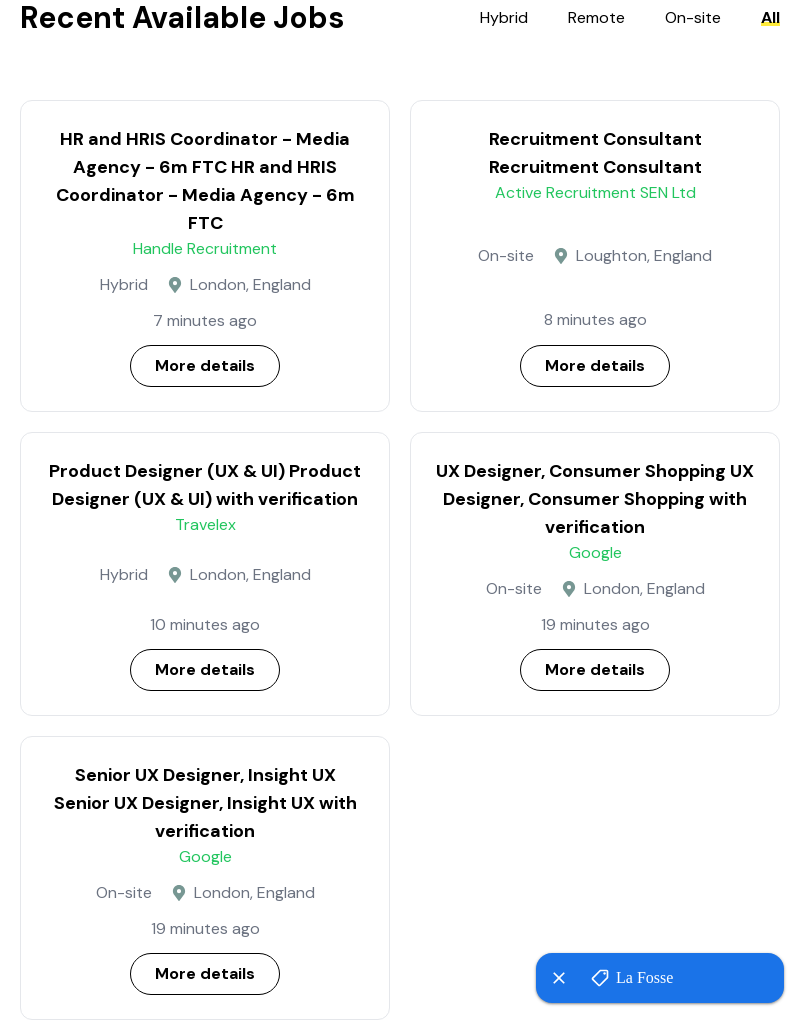 Recent Available Jobs
Hybrid Remote On-site All
HR and HRIS Coordinator - Media
Agency - 6m FTC HR and HRIS
Coordinator - Media Agency - 6m
FTC
Handle Recruitment
Hybrid London, England
7 minutes ago
More details
Recruitment Consultant
Recruitment Consultant
Active Recruitment SEN Ltd
On-site Loughton, England
8 minutes ago
More details
Product Designer (UX & UI) Product
Designer (UX & UI) with verification
Travelex
Hybrid London, England
10 minutes ago
More details
UX Designer, Consumer Shopping UX
Designer, Consumer Shopping with
verification
Google
On-site London, England
19 minutes ago
More details
Senior UX Designer, Insight UX
Senior UX Designer, Insight UX with
verification
Google
On-site London, England
19 minutes ago
More details
La Fosse